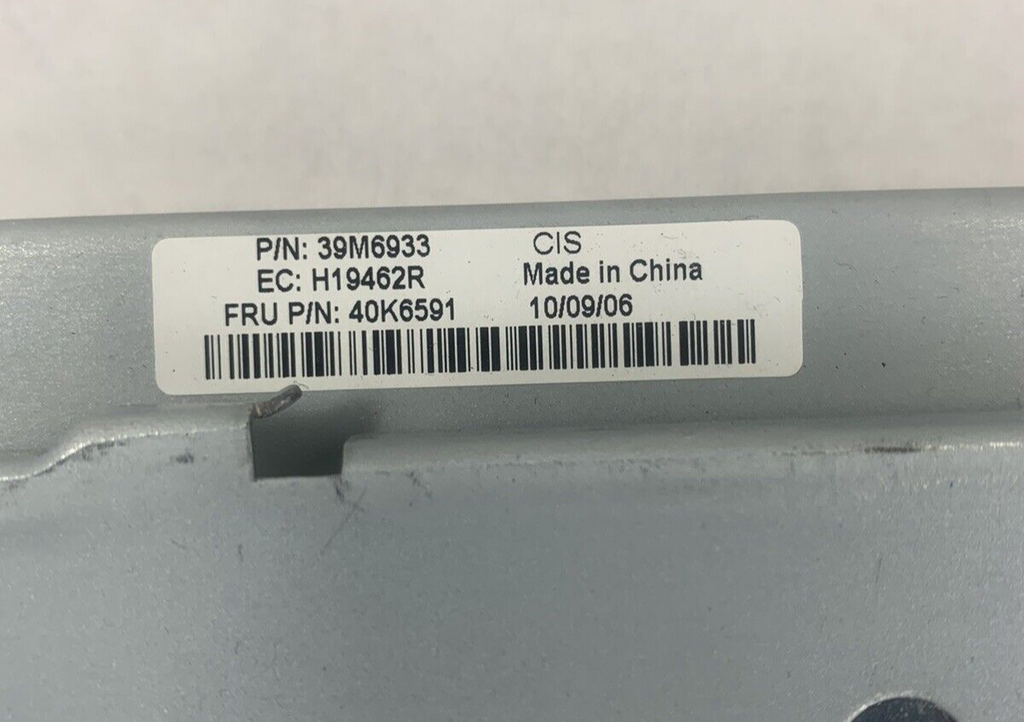 P/N: 39M6933
EC: H19462R
FRU P/N: 40K6591
CIS
Made in China
10/09/06